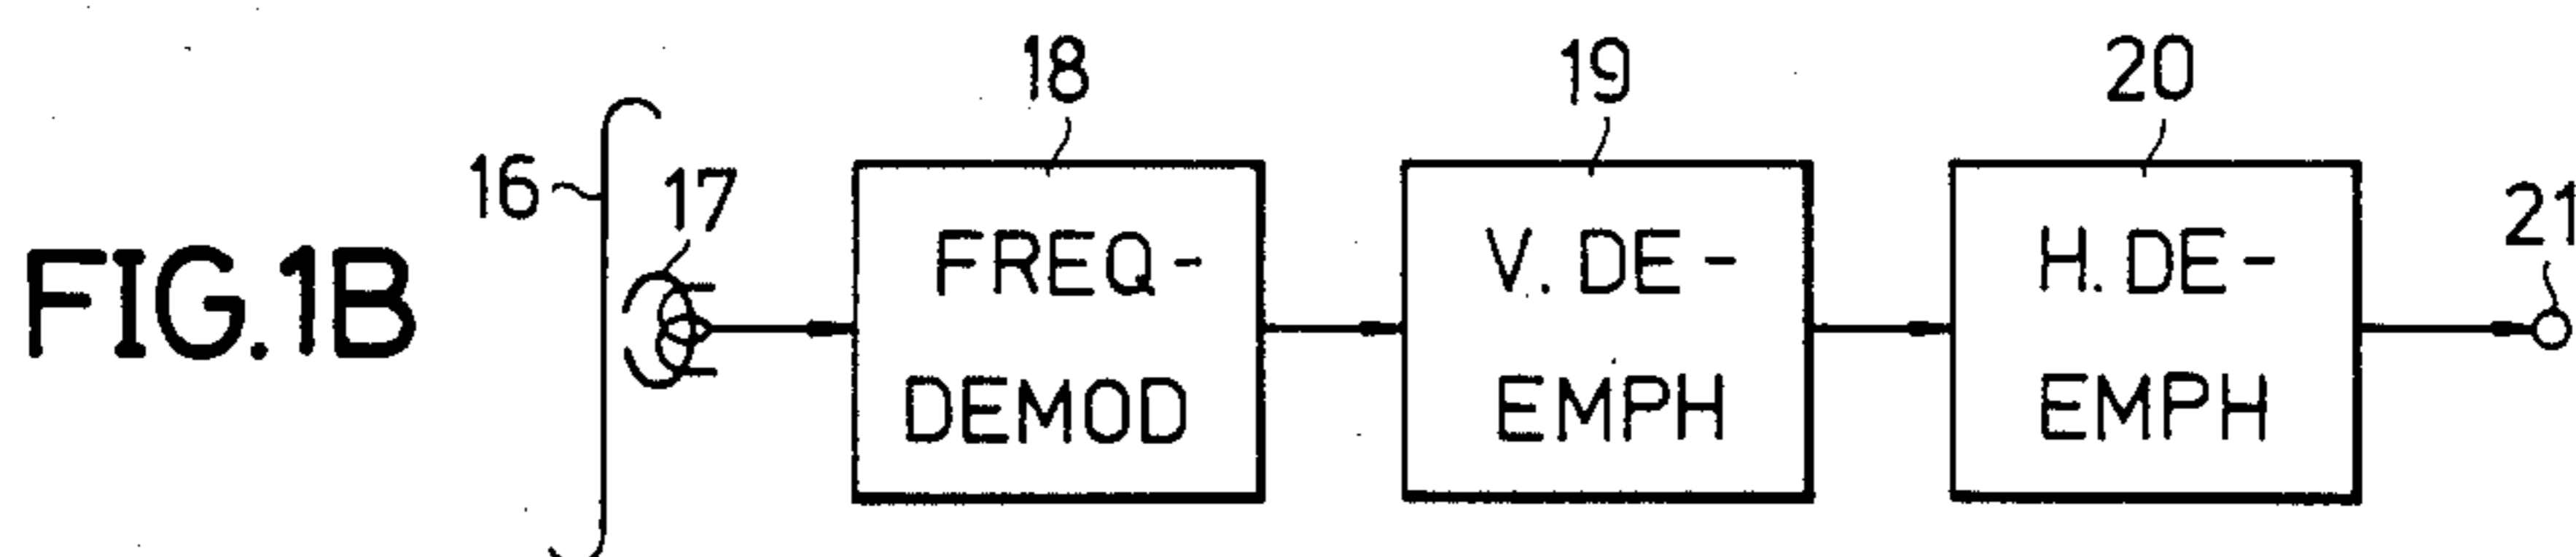 FIG.1B
16
17
18
FREQ-
DEMOD
19
V. DE-
EMPH
20
H. DE-
EMPH
21